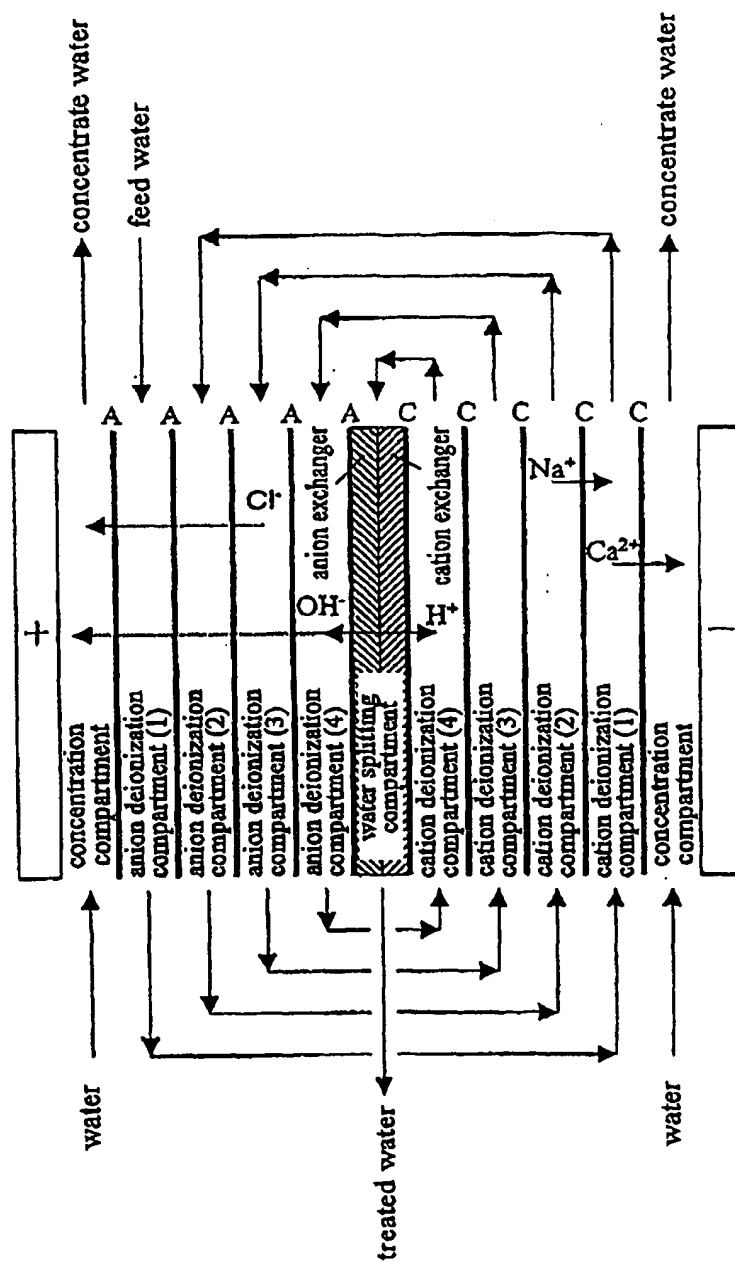 concentrate water
feed water
concentrate water
A
A
A
A
A
C
C
C
C
C
+
concentration
compartment
anion deionization
compartment (1)
anion deionization
compartment (2)
anion deionization
compartment (3)
anion deionization
compartment (4)
water splitting
compartment
cation deionization
compartment (4)
cation deionization
compartment (3)
cation deionization
compartment (2)
cation deionization
compartment (1)
concentration
compartment
−
Cl-
OH-
anion exchanger
H+
cation exchanger
Na+
Ca2+
water
treated water
water